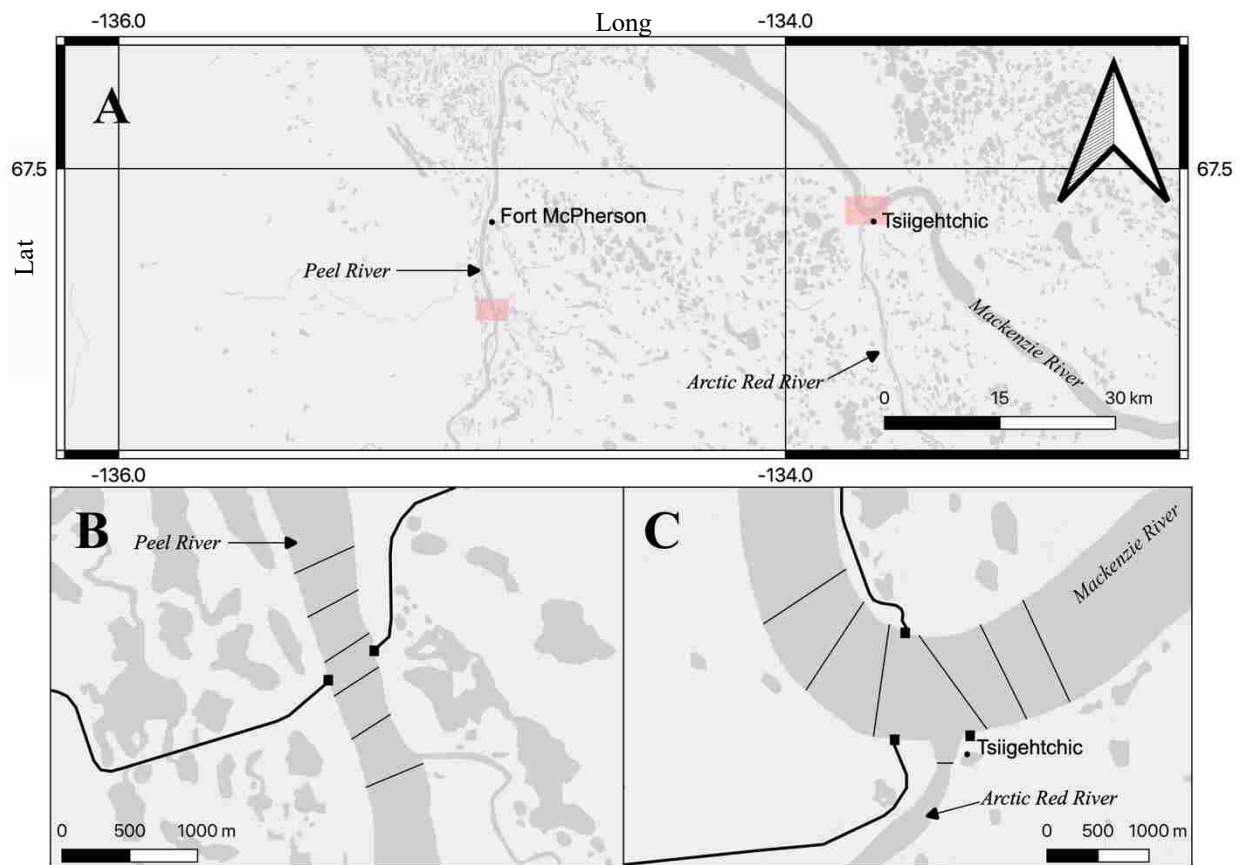 -136.0
Long
-134.0
A
67.5
67.5
Fort McPherson
Tsiigehtchic
Lat
Peel River
Mackenzie River
Arctic Red River
0 15 30 km
-136.0
-134.0
B
Peel River
0 500 1000 m
C
Mackenzie River
Tsiigehtchic
Arctic Red River
0 500 1000 m